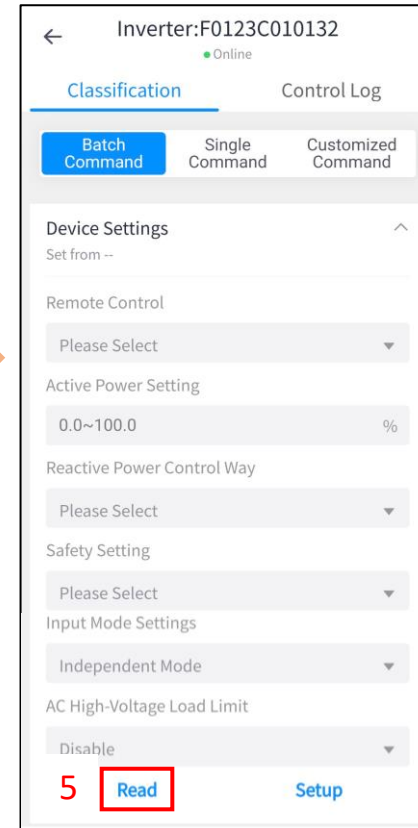 Inverter:F0123C010132
Online
Classification Control Log
Batch Command Single Command Customized Command
Device Settings
Set from --
Remote Control
Please Select
Active Power Setting
0.0~100.0 %
Reactive Power Control Way
Please Select
Safety Setting
Please Select
Input Mode Settings
Independent Mode
AC High-Voltage Load Limit
Disable
5 Read Setup